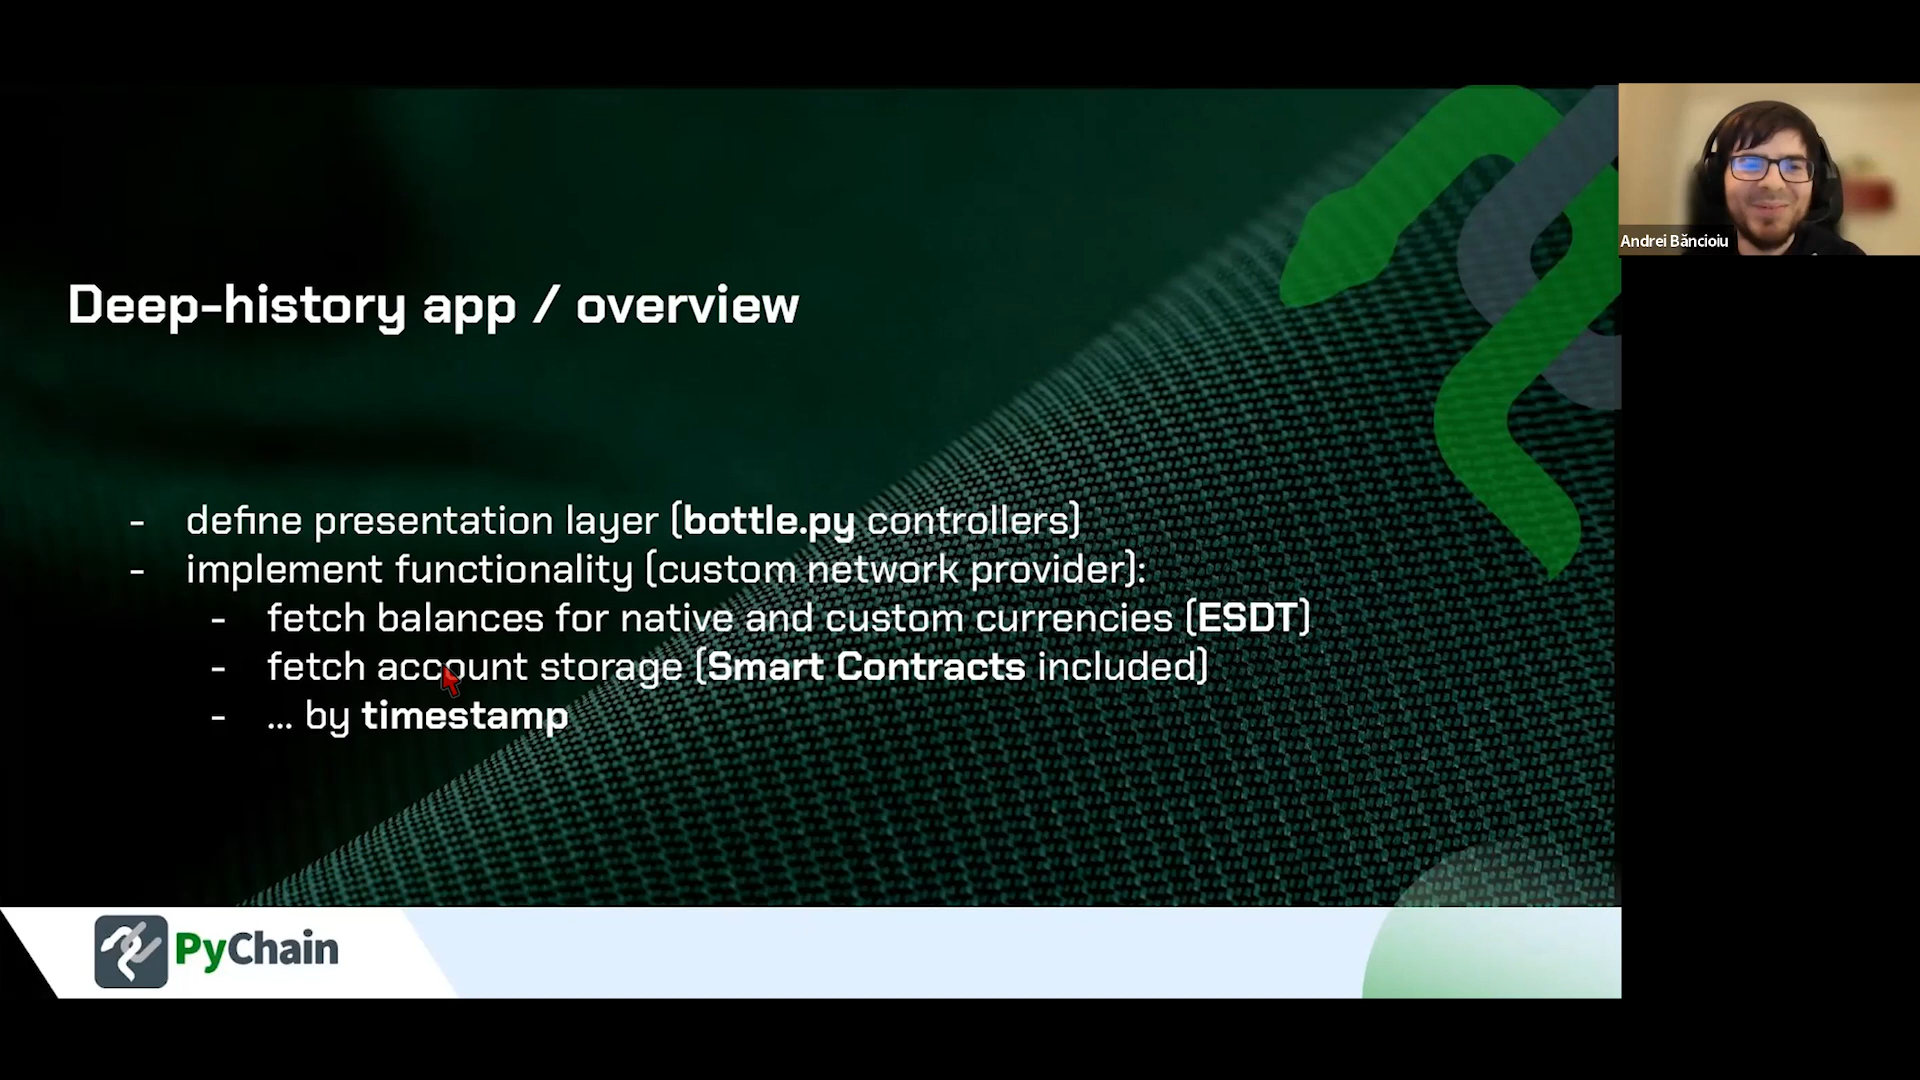 Andrei Băncioiu
Deep-history app / overview
- define presentation layer (bottle.py controllers)
- implement functionality (custom network provider):
- fetch balances for native and custom currencies (ESDT)
- fetch account storage (Smart Contracts included)
- ... by timestamp
PyChain